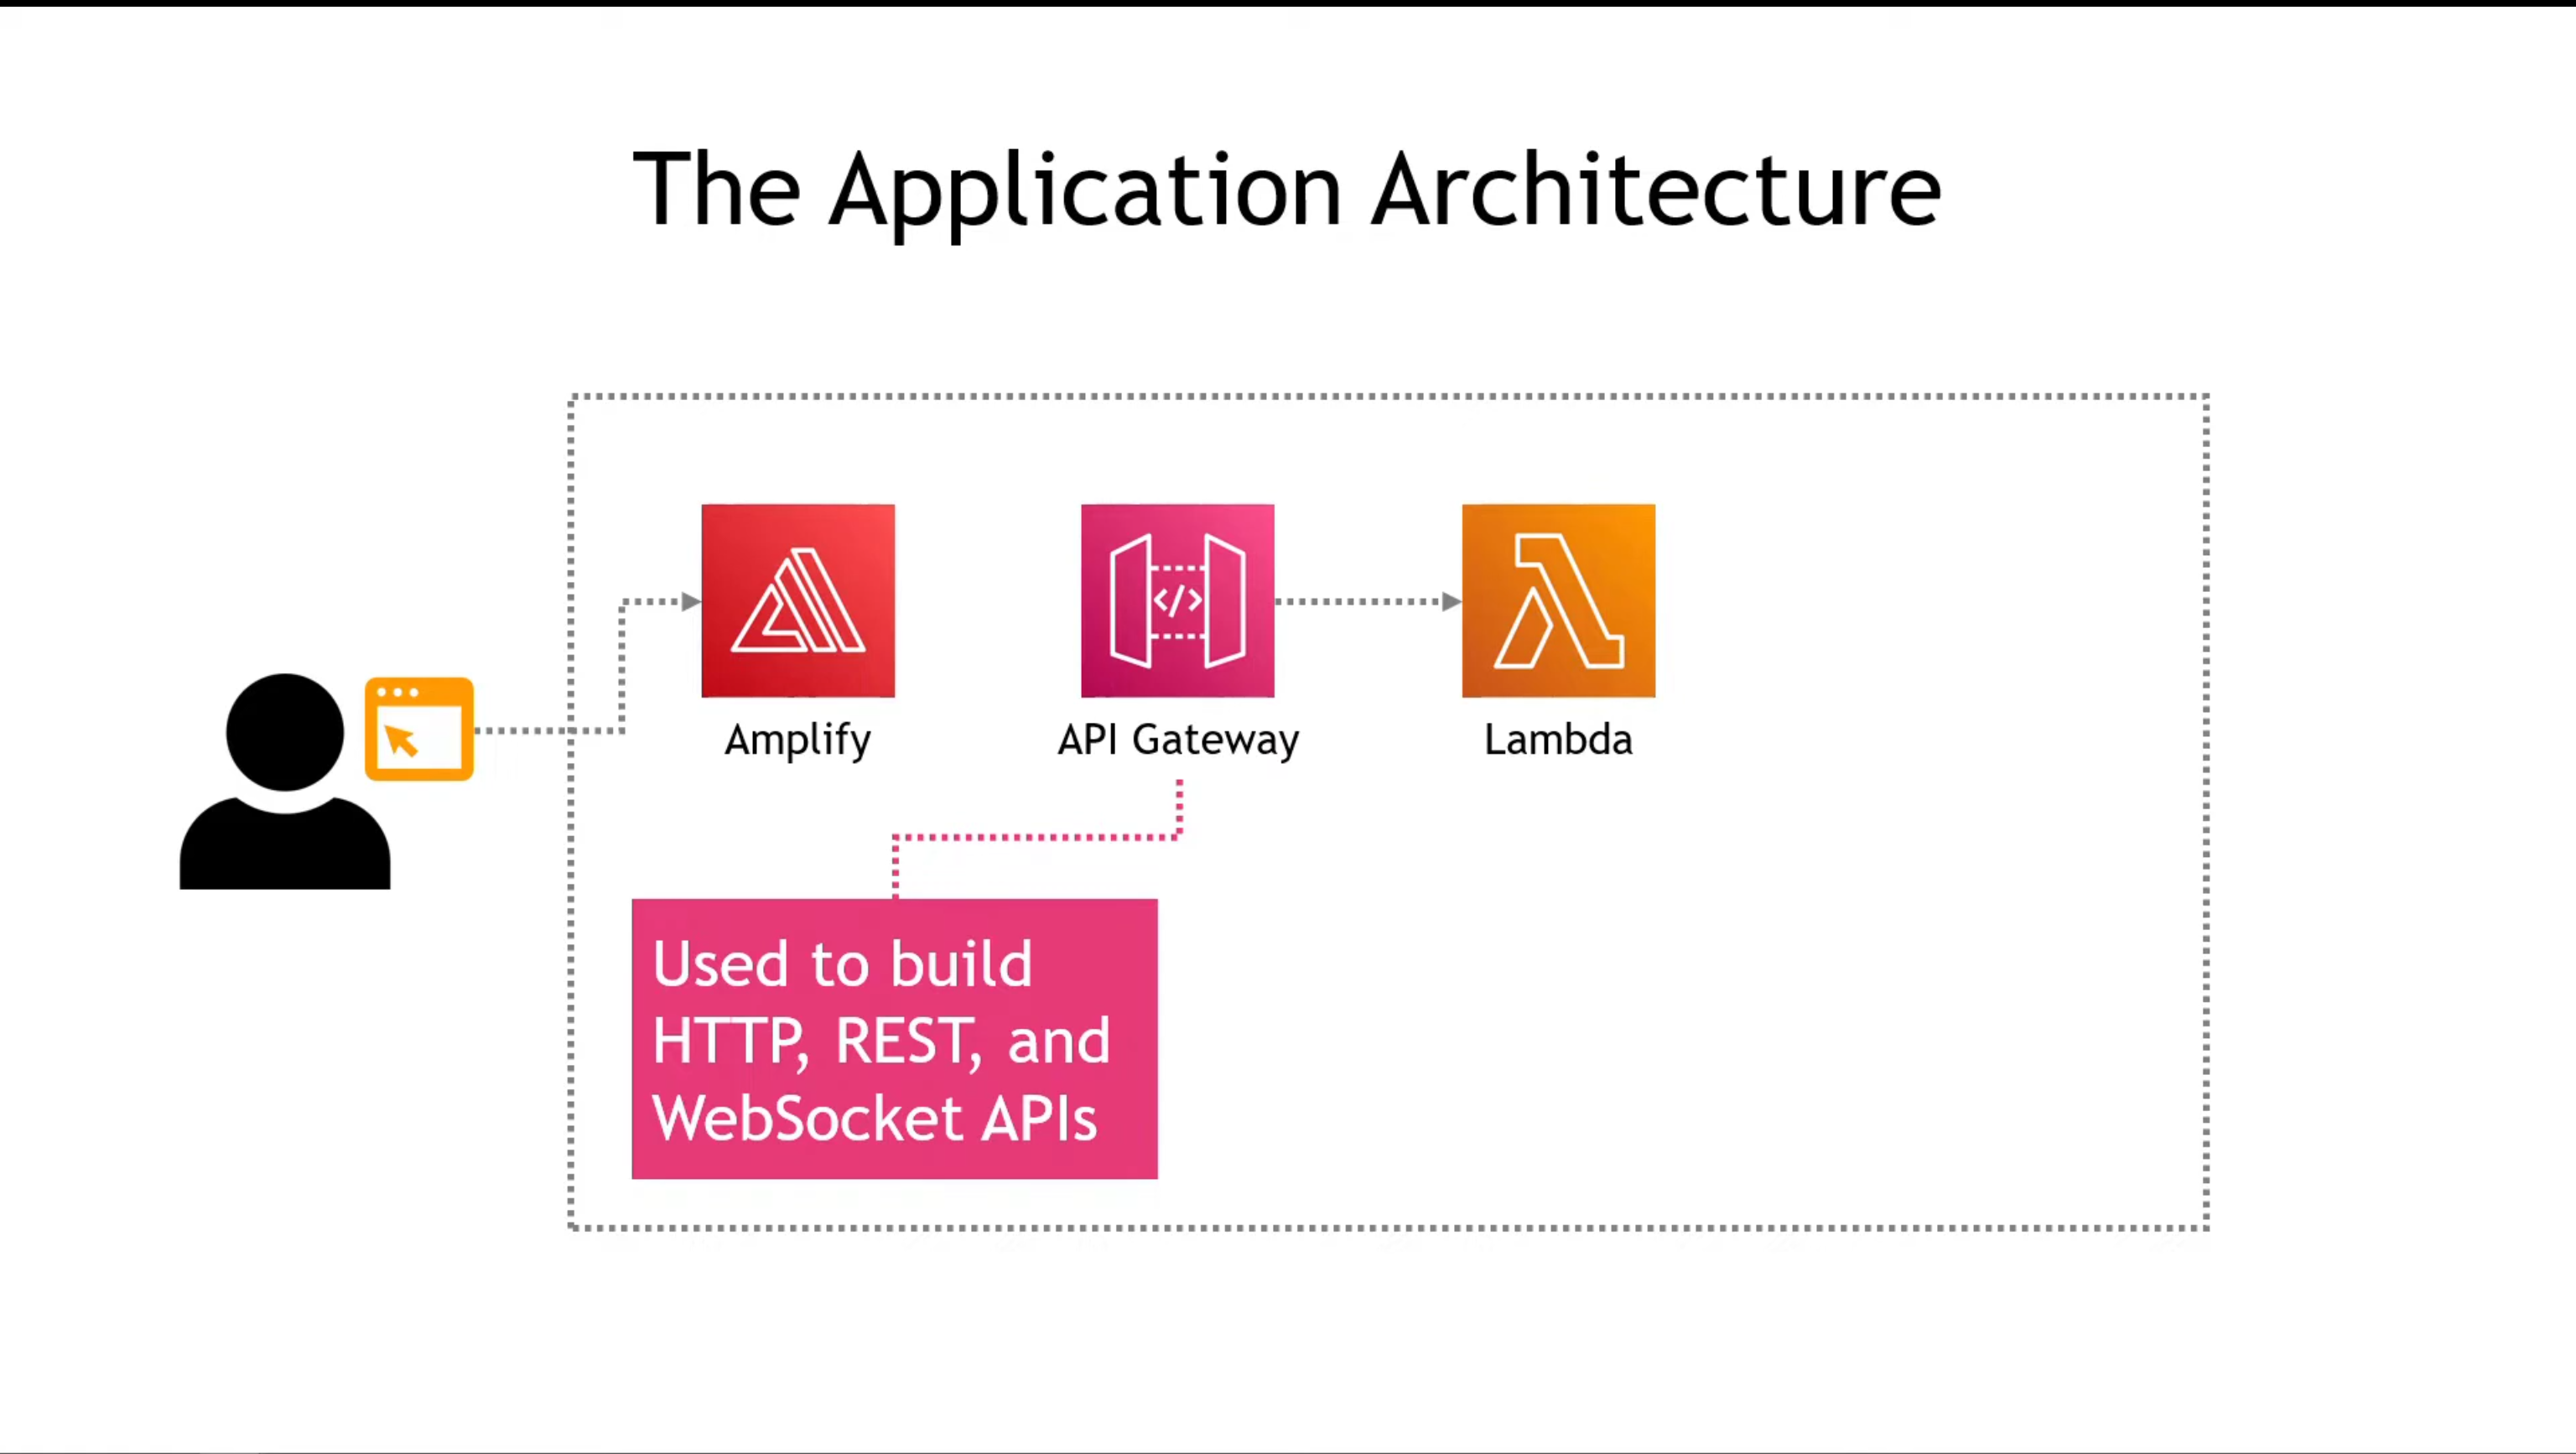 The Application Architecture
</>
Amplify
API Gateway
Lambda
Used to build
HTTP, REST, and
WebSocket APIs